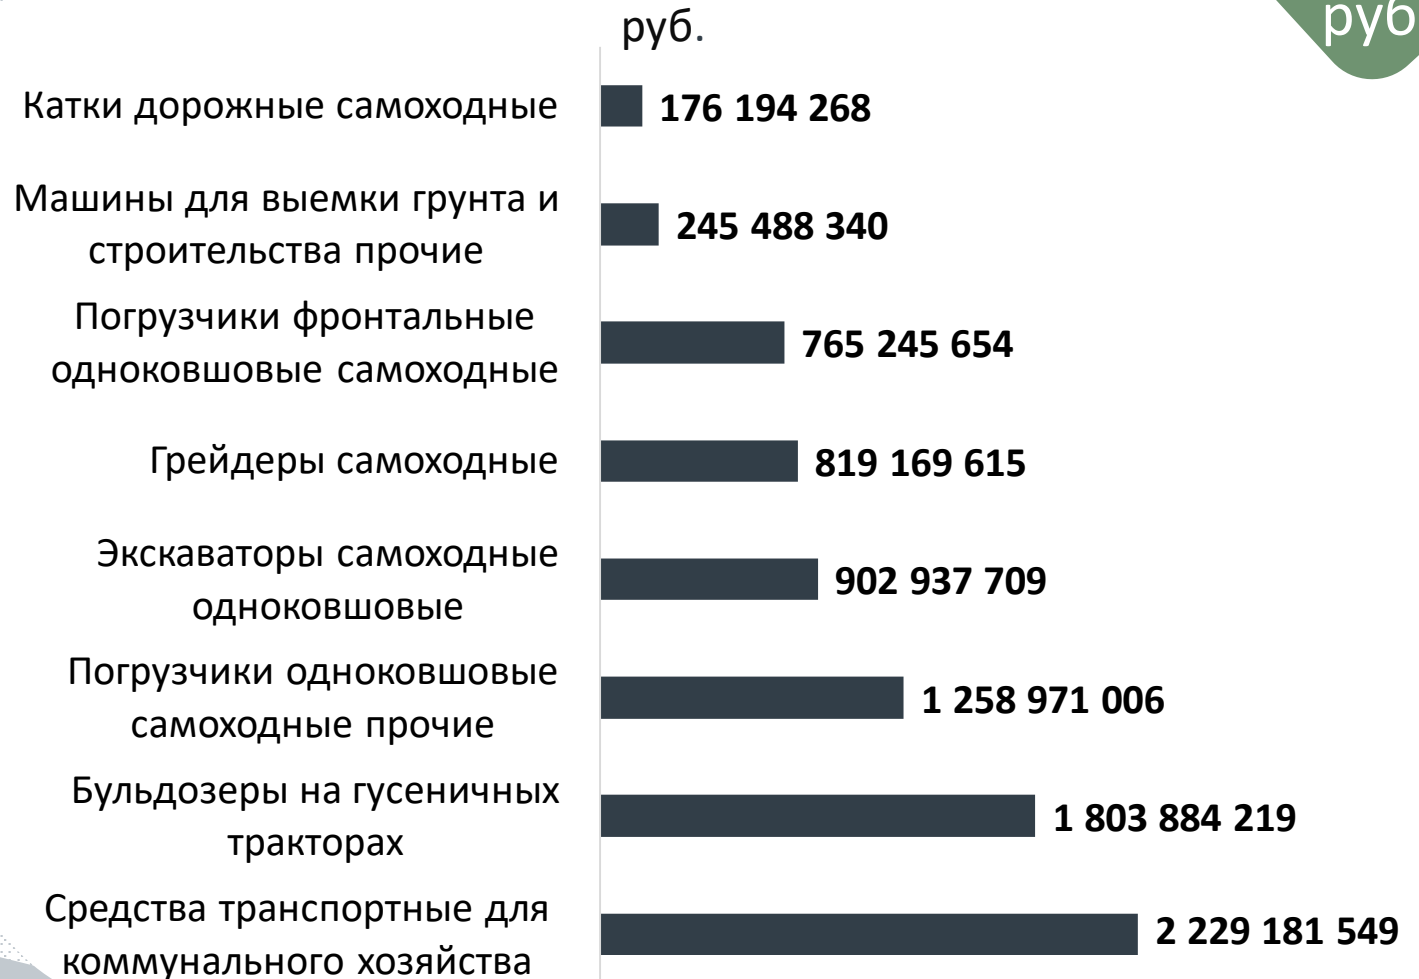 руб.
руб
Катки дорожные самоходные
176 194 268
Машины для выемки грунта и
строительства прочие
245 488 340
Погрузчики фронтальные
одноковшовые самоходные
765 245 654
Грейдеры самоходные
819 169 615
Экскаваторы самоходные
одноковшовые
902 937 709
Погрузчики одноковшовые
самоходные прочие
1 258 971 006
Бульдозеры на гусеничных
тракторах
1 803 884 219
Средства транспортные для
коммунального хозяйства
2 229 181 549